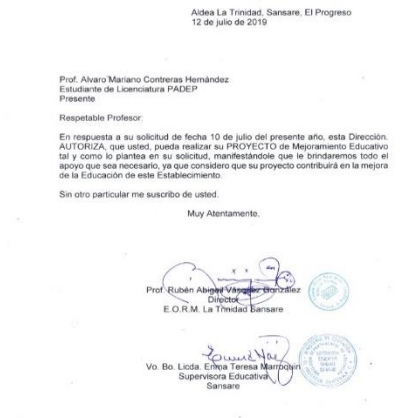 Aldea La Trinidad, Sansare, El Progreso
12 de julio de 2019
Prof. Alvaro Mariano Contreras Hernández
Estudiante de Licenciatura PADEP
Presente
Respetable Profesor:
En respuesta a su solicitud de fecha 10 de julio del presente año, esta Dirección.
AUTORIZA, que usted, pueda realizar su PROYECTO de Mejoramiento Educativo
tal y como lo plantea en su solicitud, manifestándole que le brindaremos todo el
apoyo que sea necesario, ya que considero que su proyecto contribuirá en la mejora
de la Educación de este Establecimiento.
Sin otro particular me suscribo de usted.
Muy Atentamente.
Prof. Rubén Abigail Vásquez González
Director
E.O.R.M. La Trinidad Sansare
Vo. Bo. Licda. Enma Teresa Marroquin
Supervisora Educativa
Sansare